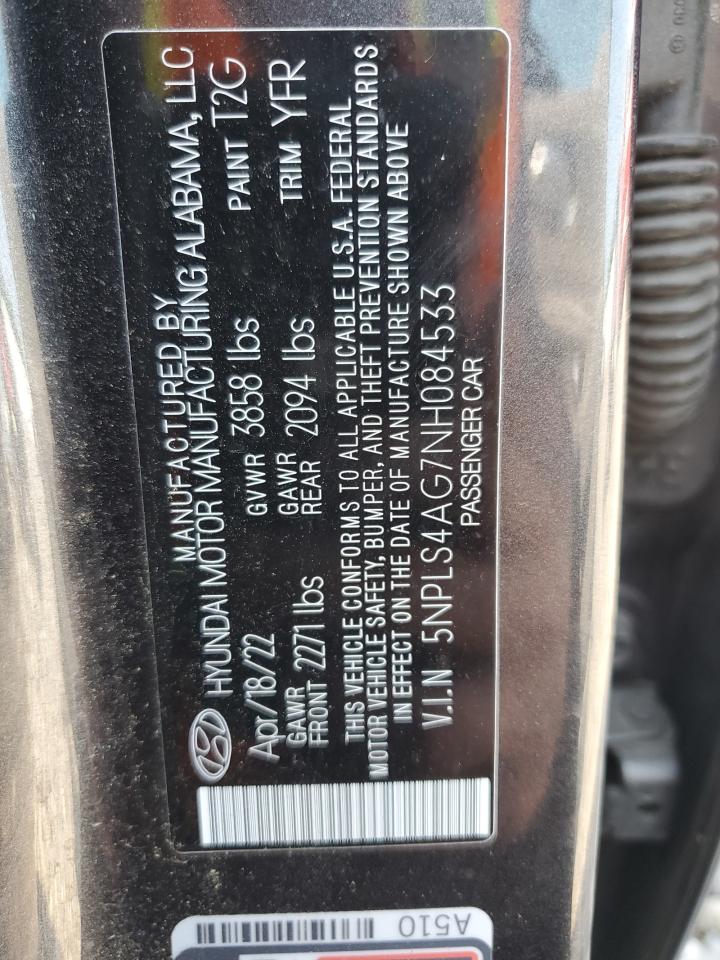 MANUFACTURED BY
HYUNDAI MOTOR MANUFACTURING ALABAMA, LLC
Apr/18/22 GVWR 3858 lbs PAINT T2G
GAWR FRONT 2271 lbs GAWR REAR 2094 lbs TRIM YFR
THIS VEHICLE CONFORMS TO ALL APPLICABLE U.S.A. FEDERAL
MOTOR VEHICLE SAFETY, BUMPER, AND THEFT PREVENTION STANDARDS
IN EFFECT ON THE DATE OF MANUFACTURE SHOWN ABOVE
V.I.N 5NPLS4AG7NH084533
PASSENGER CAR
A510